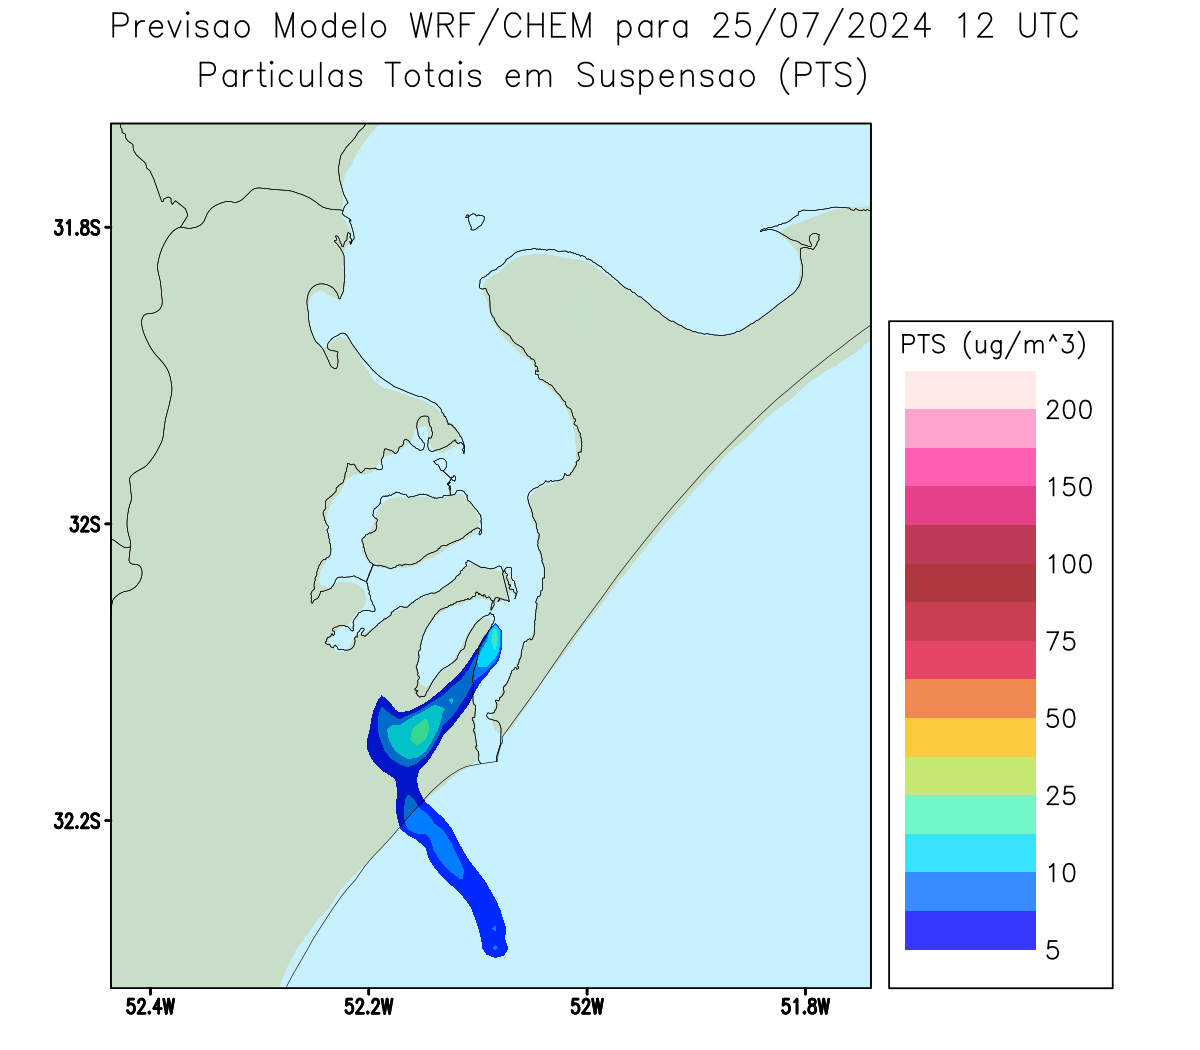 Previsao Modelo WRF/CHEM para 25/07/2024 12 UTC
Particulas Totais em Suspensao (PTS)
31.8S
32S
32.2S
52.4W
52.2W
52W
51.8W
PTS (ug/m^3)
200
150
100
75
50
25
10
5